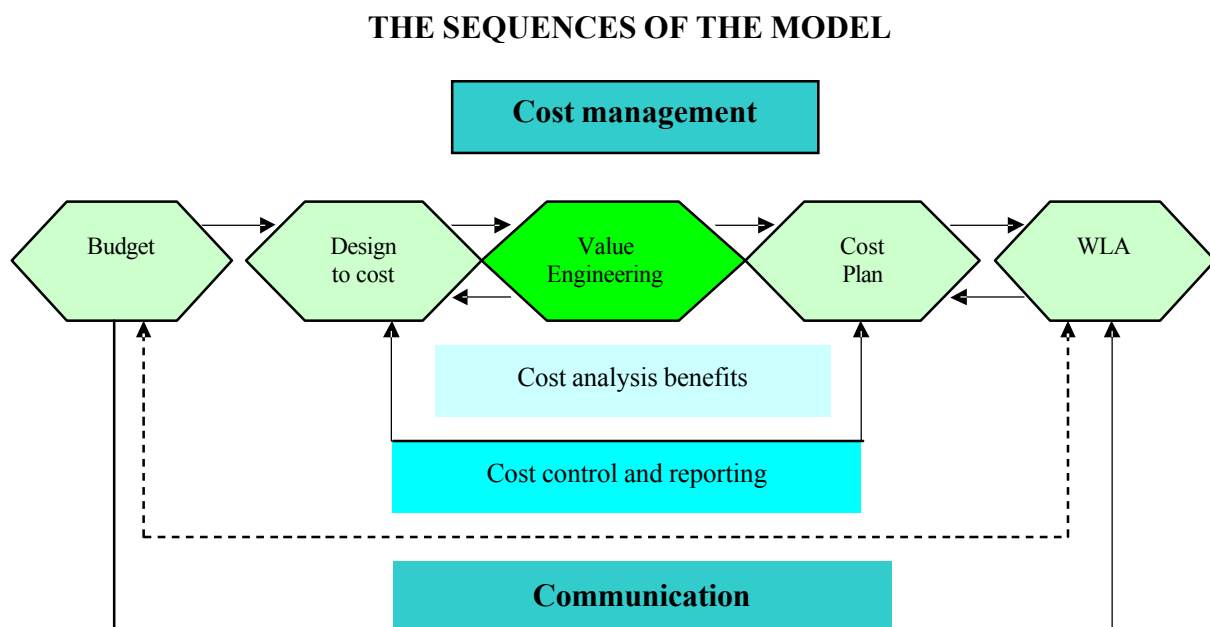 THE SEQUENCES OF THE MODEL
Cost management
Budget
Design
to cost
Value
Engineering
Cost
Plan
WLA
Cost analysis benefits
Cost control and reporting
Communication